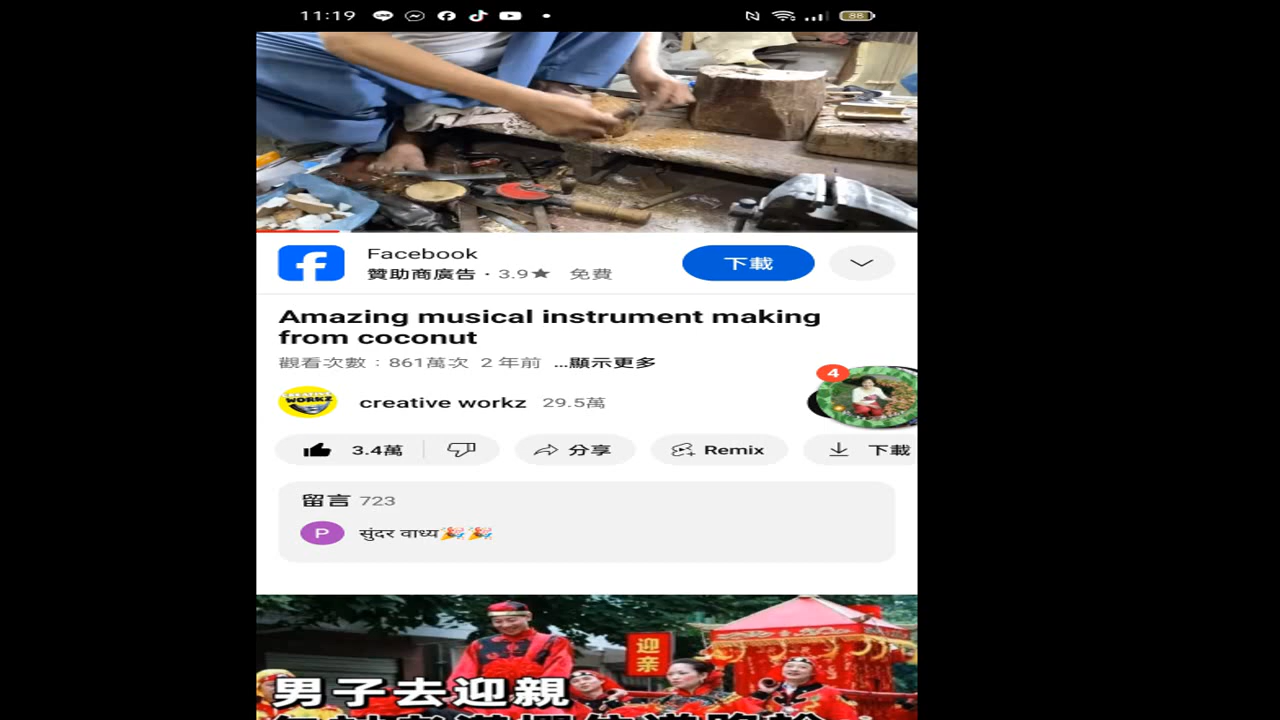 11:19
88
Facebook
贊助商廣告・3.9★ 免費
下載
Amazing musical instrument making
from coconut
觀看次數：861萬次 2 年前 ...顯示更多
4
CREATIVE
WORKZ
creative workz 29.5萬
3.4萬
分享
Remix
下載
留言 723
P
सुंदर वाध्य🎉🎉
迎亲
男子去迎親